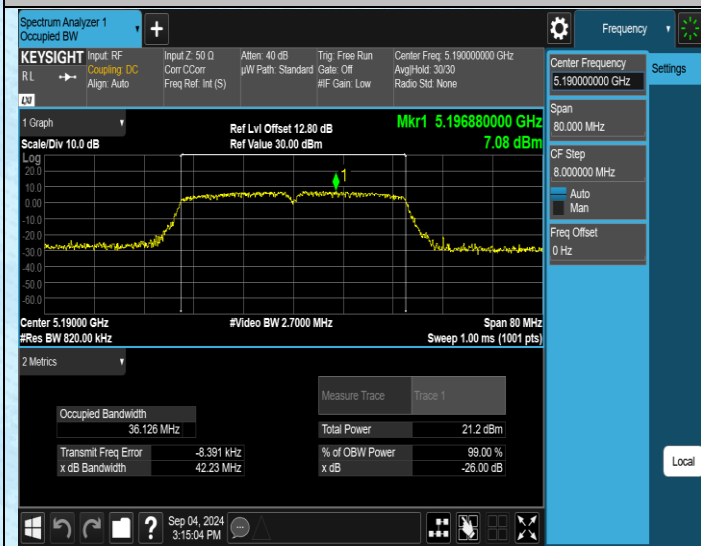 Spectrum Analyzer 1
Occupied BW
+
Frequency
KEYSIGHT
R L
LXI
Input: RF
Coupling: DC
Align: Auto
Input Z: 50 Ω
Corr CCorr
Freq Ref: Int (S)
Atten: 40 dB
µW Path: Standard
Trig: Free Run
Gate: Off
#IF Gain: Low
Center Freq: 5.190000000 GHz
Avg|Hold: 30/30
Radio Std: None
1 Graph
Scale/Div 10.0 dB
Ref Lvl Offset 12.80 dB
Ref Value 30.00 dBm
Mkr1 5.196880000 GHz
7.08 dBm
Log
20.0
10.0
0.00
-10.0
-20.0
-30.0
-40.0
-50.0
-60.0
1
Center 5.19000 GHz
#Res BW 820.00 kHz
#Video BW 2.7000 MHz
Span 80 MHz
Sweep 1.00 ms (1001 pts)
2 Metrics
Measure Trace Trace 1
Occupied Bandwidth
36.126 MHz
Total Power 21.2 dBm
Transmit Freq Error -8.391 kHz
% of OBW Power 99.00 %
x dB Bandwidth 42.23 MHz
x dB -26.00 dB
Center Frequency
5.190000000 GHz
Settings
Span
80.000 MHz
CF Step
8.000000 MHz
Auto
Man
Freq Offset
0 Hz
Local
?
Sep 04, 2024
3:15:04 PM